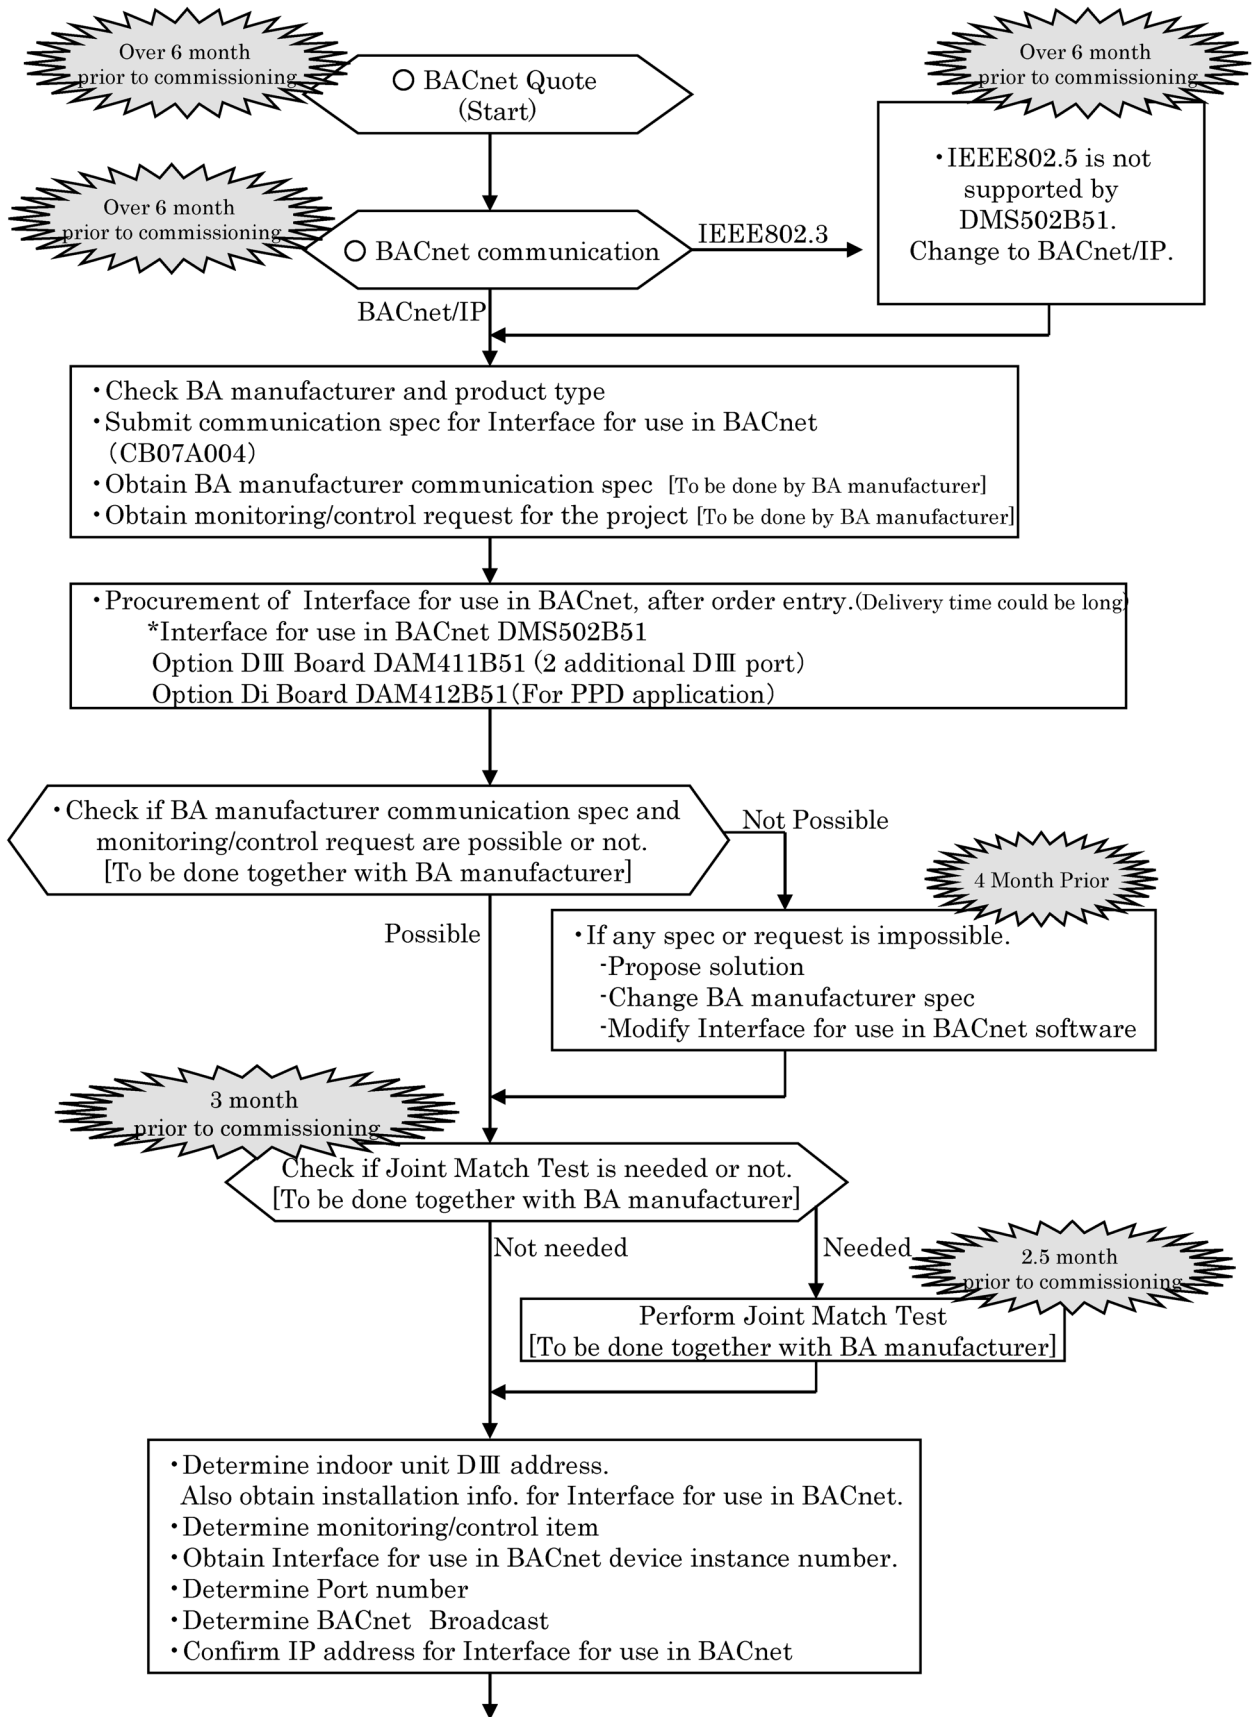 Over 6 month
prior to commissioning
○ BACnet Quote
(Start)
Over 6 month
prior to commissioning
・IEEE802.5 is not
supported by
DMS502B51.
Change to BACnet/IP.
Over 6 month
prior to commissioning
○ BACnet communication
IEEE802.3
BACnet/IP
・Check BA manufacturer and product type
・Submit communication spec for Interface for use in BACnet
（CB07A004）
・Obtain BA manufacturer communication spec [To be done by BA manufacturer]
・Obtain monitoring/control request for the project [To be done by BA manufacturer]
・Procurement of Interface for use in BACnet, after order entry.(Delivery time could be long)
*Interface for use in BACnet DMS502B51
Option DⅢ Board DAM411B51 (2 additional DⅢ port)
Option Di Board DAM412B51(For PPD application)
・Check if BA manufacturer communication spec and
monitoring/control request are possible or not.
[To be done together with BA manufacturer]
Not Possible
4 Month Prior
Possible
・If any spec or request is impossible.
-Propose solution
-Change BA manufacturer spec
-Modify Interface for use in BACnet software
3 month
prior to commissioning
Check if Joint Match Test is needed or not.
[To be done together with BA manufacturer]
Not needed
Needed
2.5 month
prior to commissioning
Perform Joint Match Test
[To be done together with BA manufacturer]
・Determine indoor unit DⅢ address.
Also obtain installation info. for Interface for use in BACnet.
・Determine monitoring/control item
・Obtain Interface for use in BACnet device instance number.
・Determine Port number
・Determine BACnet Broadcast
・Confirm IP address for Interface for use in BACnet